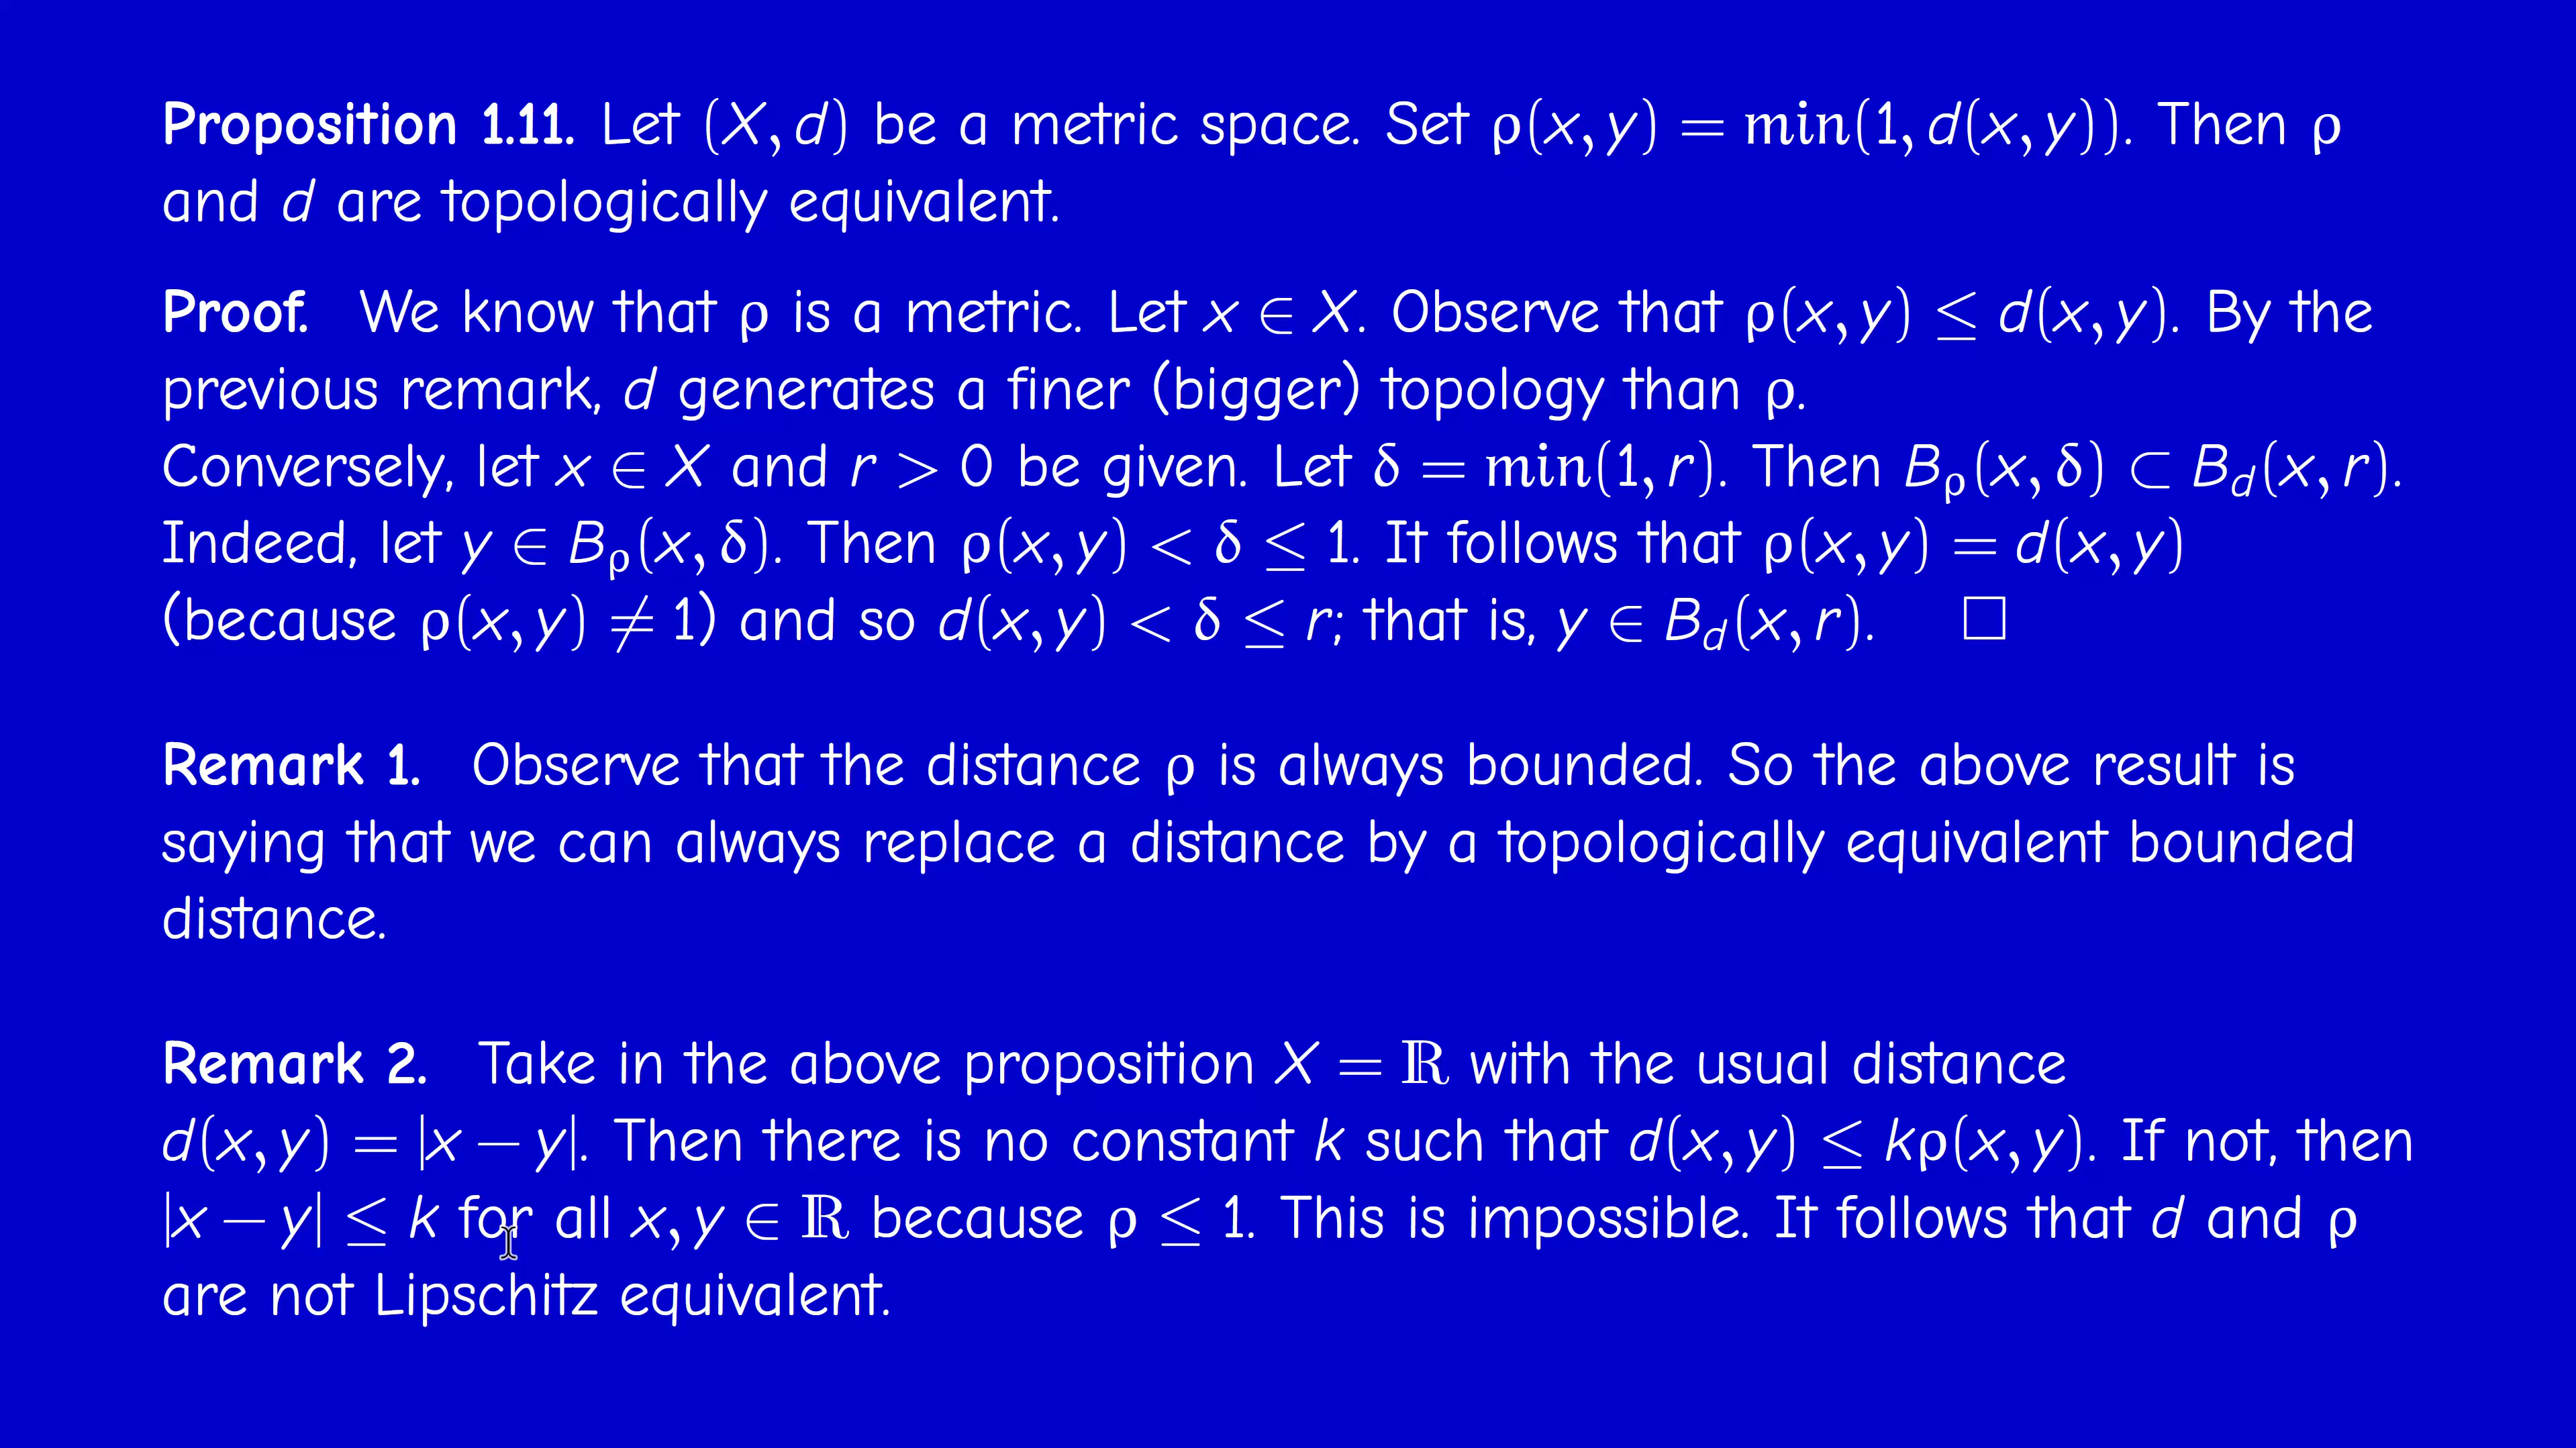 Proposition 1.11. Let (X, d) be a metric space. Set ρ(x, y) = min(1, d(x, y)). Then ρ
and d are topologically equivalent.
Proof. We know that ρ is a metric. Let x ∈ X. Observe that ρ(x, y) ≤ d(x, y). By the
previous remark, d generates a finer (bigger) topology than ρ.
Conversely, let x ∈ X and r > 0 be given. Let δ = min(1, r). Then B_ρ(x, δ) ⊂ B_d(x, r).
Indeed, let y ∈ B_ρ(x, δ). Then ρ(x, y) < δ ≤ 1. It follows that ρ(x, y) = d(x, y)
(because ρ(x, y) ≠ 1) and so d(x, y) < δ ≤ r; that is, y ∈ B_d(x, r). □
Remark 1. Observe that the distance ρ is always bounded. So the above result is
saying that we can always replace a distance by a topologically equivalent bounded
distance.
Remark 2. Take in the above proposition X = ℝ with the usual distance
d(x, y) = |x − y|. Then there is no constant k such that d(x, y) ≤ kρ(x, y). If not, then
|x − y| ≤ k for all x, y ∈ ℝ because ρ ≤ 1. This is impossible. It follows that d and ρ
are not Lipschitz equivalent.